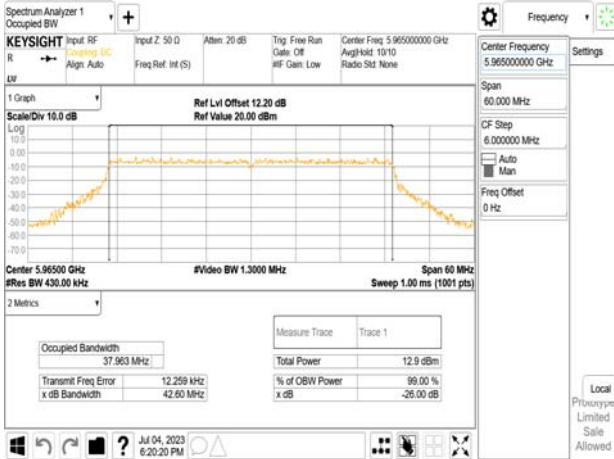 Spectrum Analyzer 1
Occupied BW
Frequency
KEYSIGHT Input: RF Input Z: 50 Ω Atten: 20 dB Trig: Free Run Center Freq: 5.965000000 GHz
R Coupling: DC Gate: Off Avg|Hold: 10/10
Align: Auto Freq Ref: Int (S) #IF Gain: Low Radio Std: None
Center Frequency
5.965000000 GHz
Settings
Span
60.000 MHz
CF Step
6.000000 MHz
Auto
Man
Freq Offset
0 Hz
1 Graph
Ref Lvl Offset 12.20 dB
Scale/Div 10.0 dB Ref Value 20.00 dBm
Log
10.0
0.00
-10.0
-20.0
-30.0
-40.0
-50.0
-60.0
-70.0
Center 5.96500 GHz #Video BW 1.3000 MHz Span 60 MHz
#Res BW 430.00 kHz Sweep 1.00 ms (1001 pts)
2 Metrics
Measure Trace Trace 1
Occupied Bandwidth
37.963 MHz Total Power 12.9 dBm
Transmit Freq Error 12.259 kHz % of OBW Power 99.00 %
x dB Bandwidth 42.60 MHz x dB -26.00 dB
Local
Prototype
Limited
Sale
Allowed
?
Jul 04, 2023
6:20:20 PM